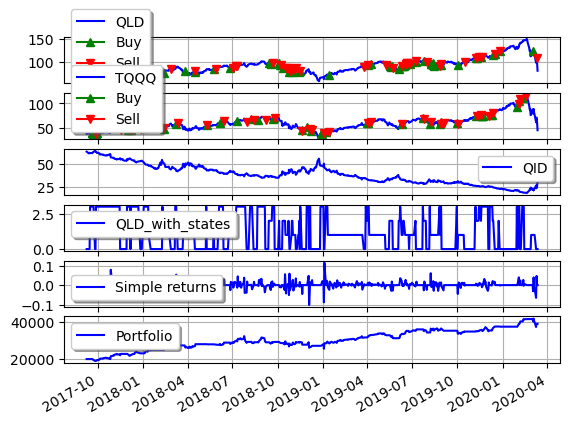 QLD
Buy
Sell
150
100
TQQQ
Buy
Sell
100
50
QID
50
25
QLD_with_states
2.5
0.0
Simple returns
0.1
0.0
−0.1
Portfolio
40000
20000
2017-10
2018-01
2018-04
2018-07
2018-10
2019-01
2019-04
2019-07
2019-10
2020-01
2020-04